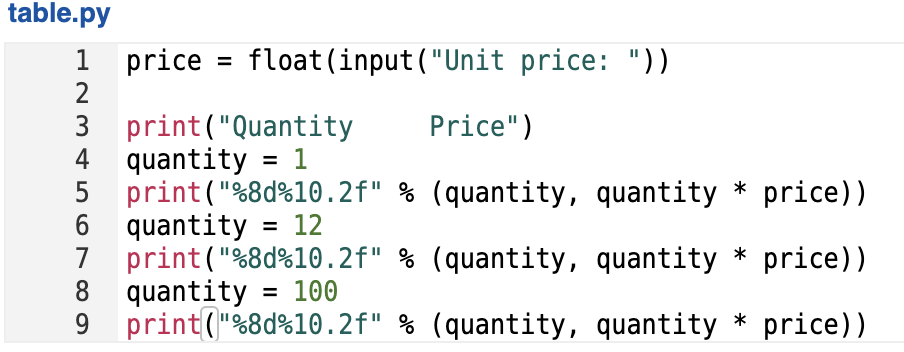 table.py
1 price = float(input("Unit price: "))
2
3 print("Quantity     Price")
4 quantity = 1
5 print("%8d%10.2f" % (quantity, quantity * price))
6 quantity = 12
7 print("%8d%10.2f" % (quantity, quantity * price))
8 quantity = 100
9 print("%8d%10.2f" % (quantity, quantity * price))